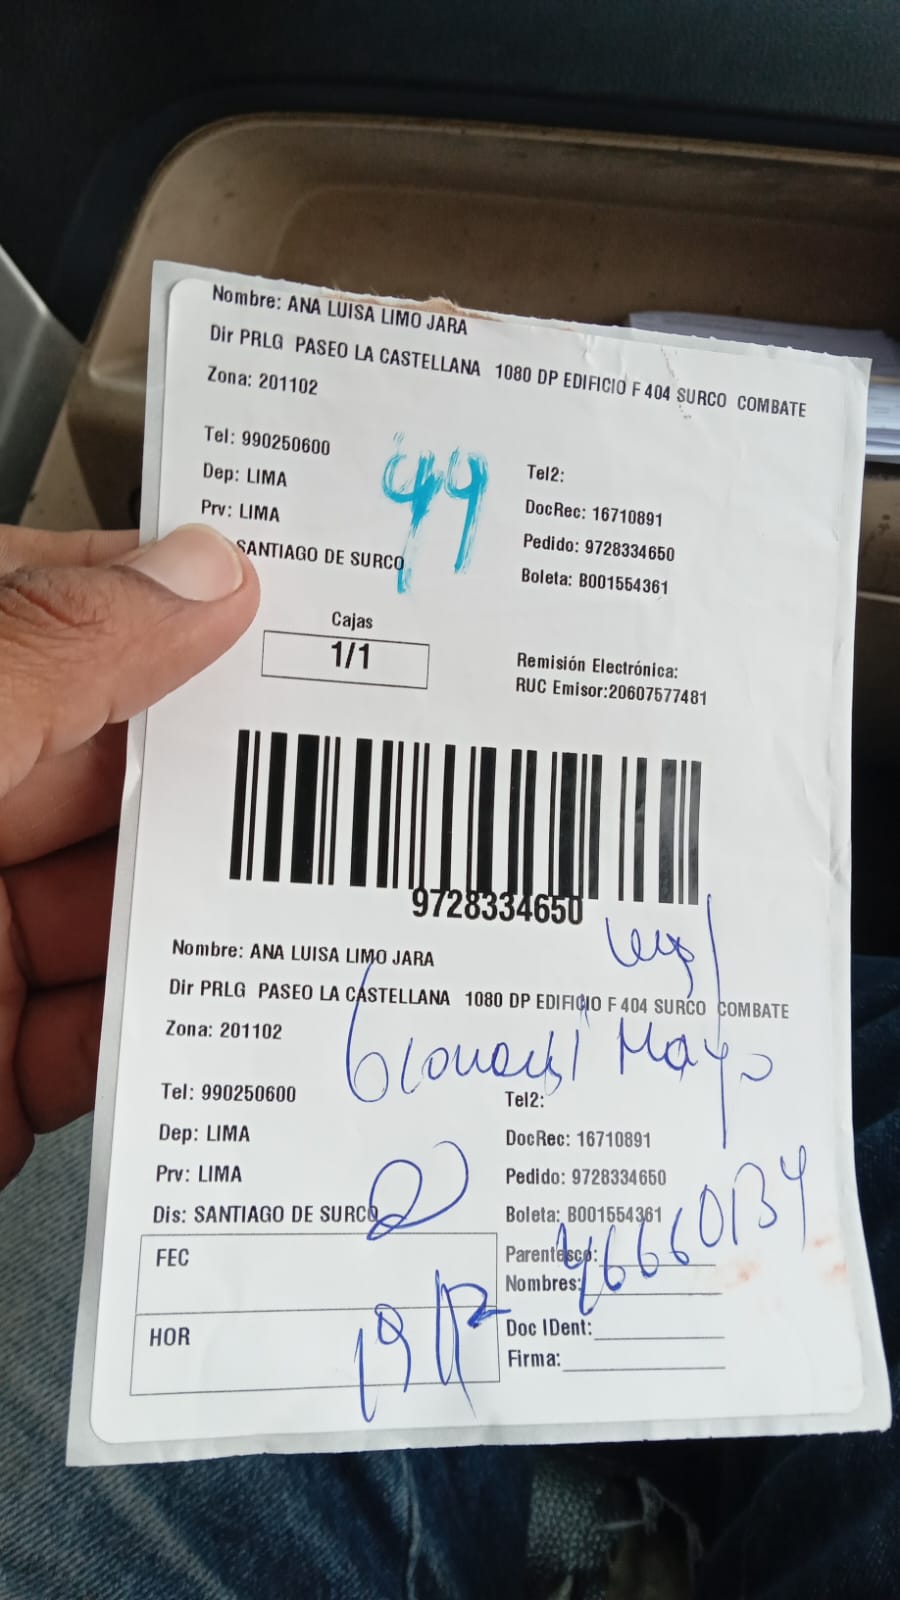 Nombre: ANA LUISA LIMO JARA
Dir PRLG PASEO LA CASTELLANA 1080 DP EDIFICIO F 404 SURCO COMBATE
Zona: 201102
Tel: 990250600
Tel2:
Dep: LIMA
DocRec: 16710891
Prv: LIMA
Pedido: 9728334650
SANTIAGO DE SURCO
Boleta: B001554361
44
Cajas
1/1
Remisión Electrónica:
RUC Emisor:20607577481
9728334650
Nombre: ANA LUISA LIMO JARA
Dir PRLG PASEO LA CASTELLANA 1080 DP EDIFICIO F 404 SURCO COMBATE
Zona: 201102
Mayo
Tel: 990250600
Tel2:
Dep: LIMA
DocRec: 16710891
Prv: LIMA
Pedido: 9728334650
Dis: SANTIAGO DE SURCO
Boleta: B001554361
46660134
FEC
Parentesco:
Nombres:
19/12
HOR
Doc IDent:
Firma: